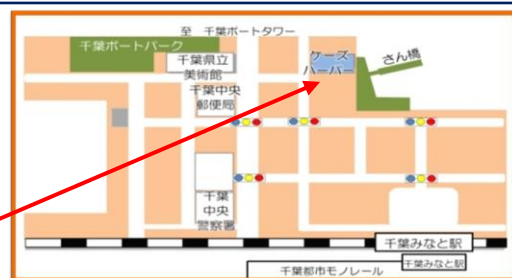 至 千葉ポートタワー
千葉ポートパーク
千葉県立
美術館
ケーズ
ハーバー
さん橋
千葉中央
郵便局
千葉
中央
警察署
千葉みなと駅
千葉みなと駅
千葉都市モノレール